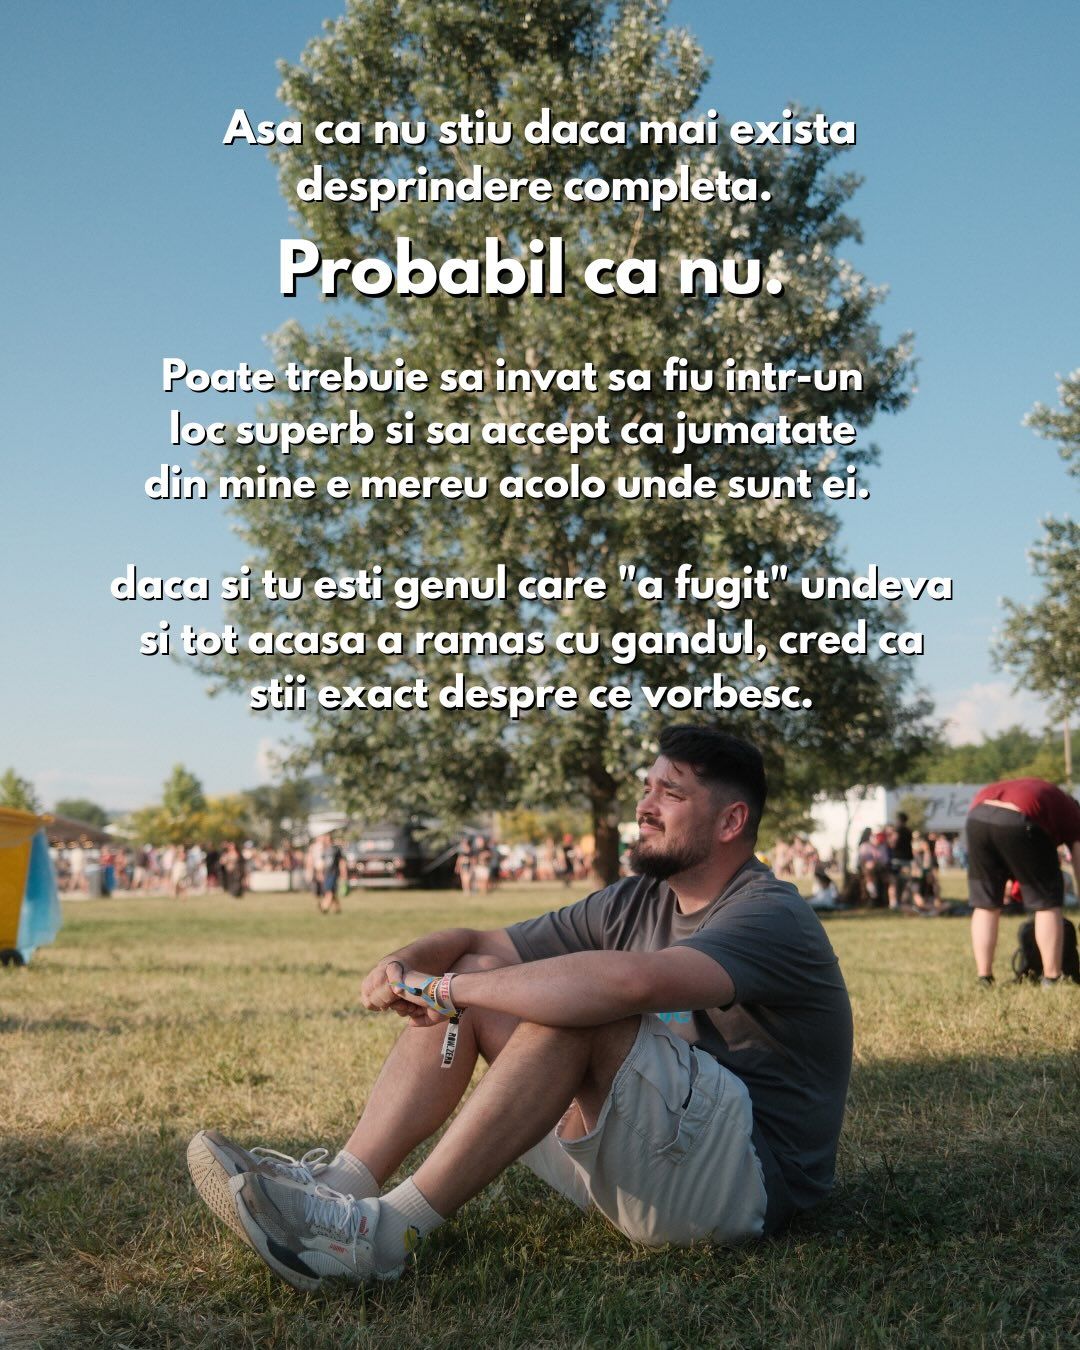 Asa ca nu stiu daca mai exista
desprindere completa.
Probabil ca nu.
Poate trebuie sa invat sa fiu intr-un
loc superb si sa accept ca jumatate
din mine e mereu acolo unde sunt ei.
daca si tu esti genul care "a fugit" undeva
si tot acasa a ramas cu gandul, cred ca
stii exact despre ce vorbesc.